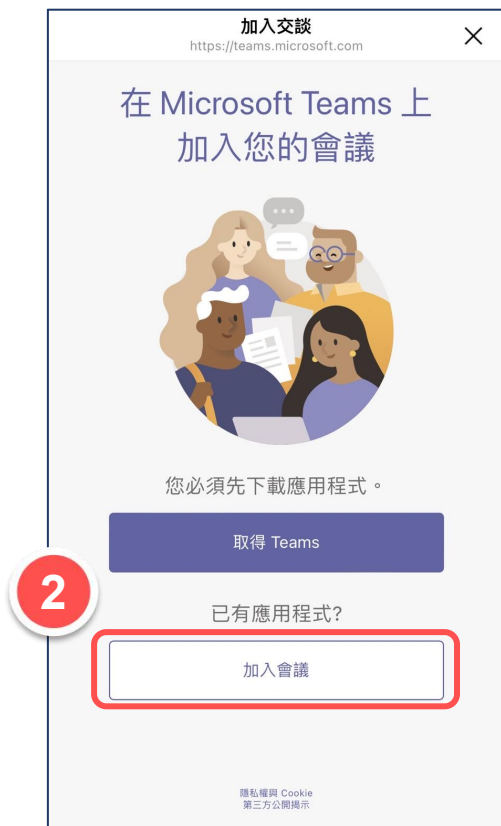 加入交談
https://teams.microsoft.com
在 Microsoft Teams 上
加入您的會議
您必須先下載應用程式。
取得 Teams
2
已有應用程式?
加入會議
隱私權與 Cookie
第三方公開揭示